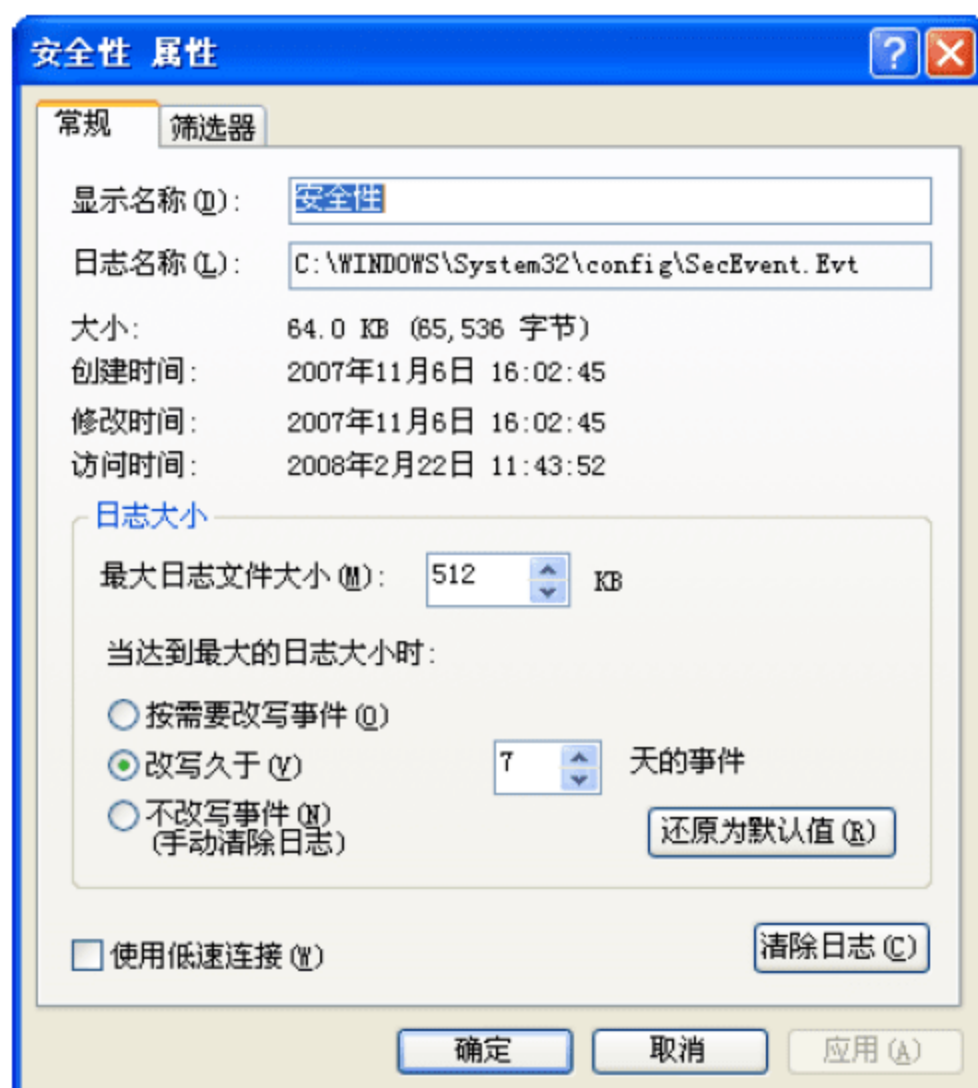 安全性 属性
常规 筛选器
显示名称(D): 安全性
日志名称(L): C:\WINDOWS\System32\config\SecEvent.Evt
大小: 64.0 KB (65,536 字节)
创建时间: 2007年11月6日 16:02:45
修改时间: 2007年11月6日 16:02:45
访问时间: 2008年2月22日 11:43:52
日志大小
最大日志文件大小(M): 512 KB
当达到最大的日志大小时:
按需要改写事件(O)
改写久于(V) 7 天的事件
不改写事件(N)
(手动清除日志)
还原为默认值(R)
使用低速连接(W)
清除日志(C)
确定 取消 应用(A)